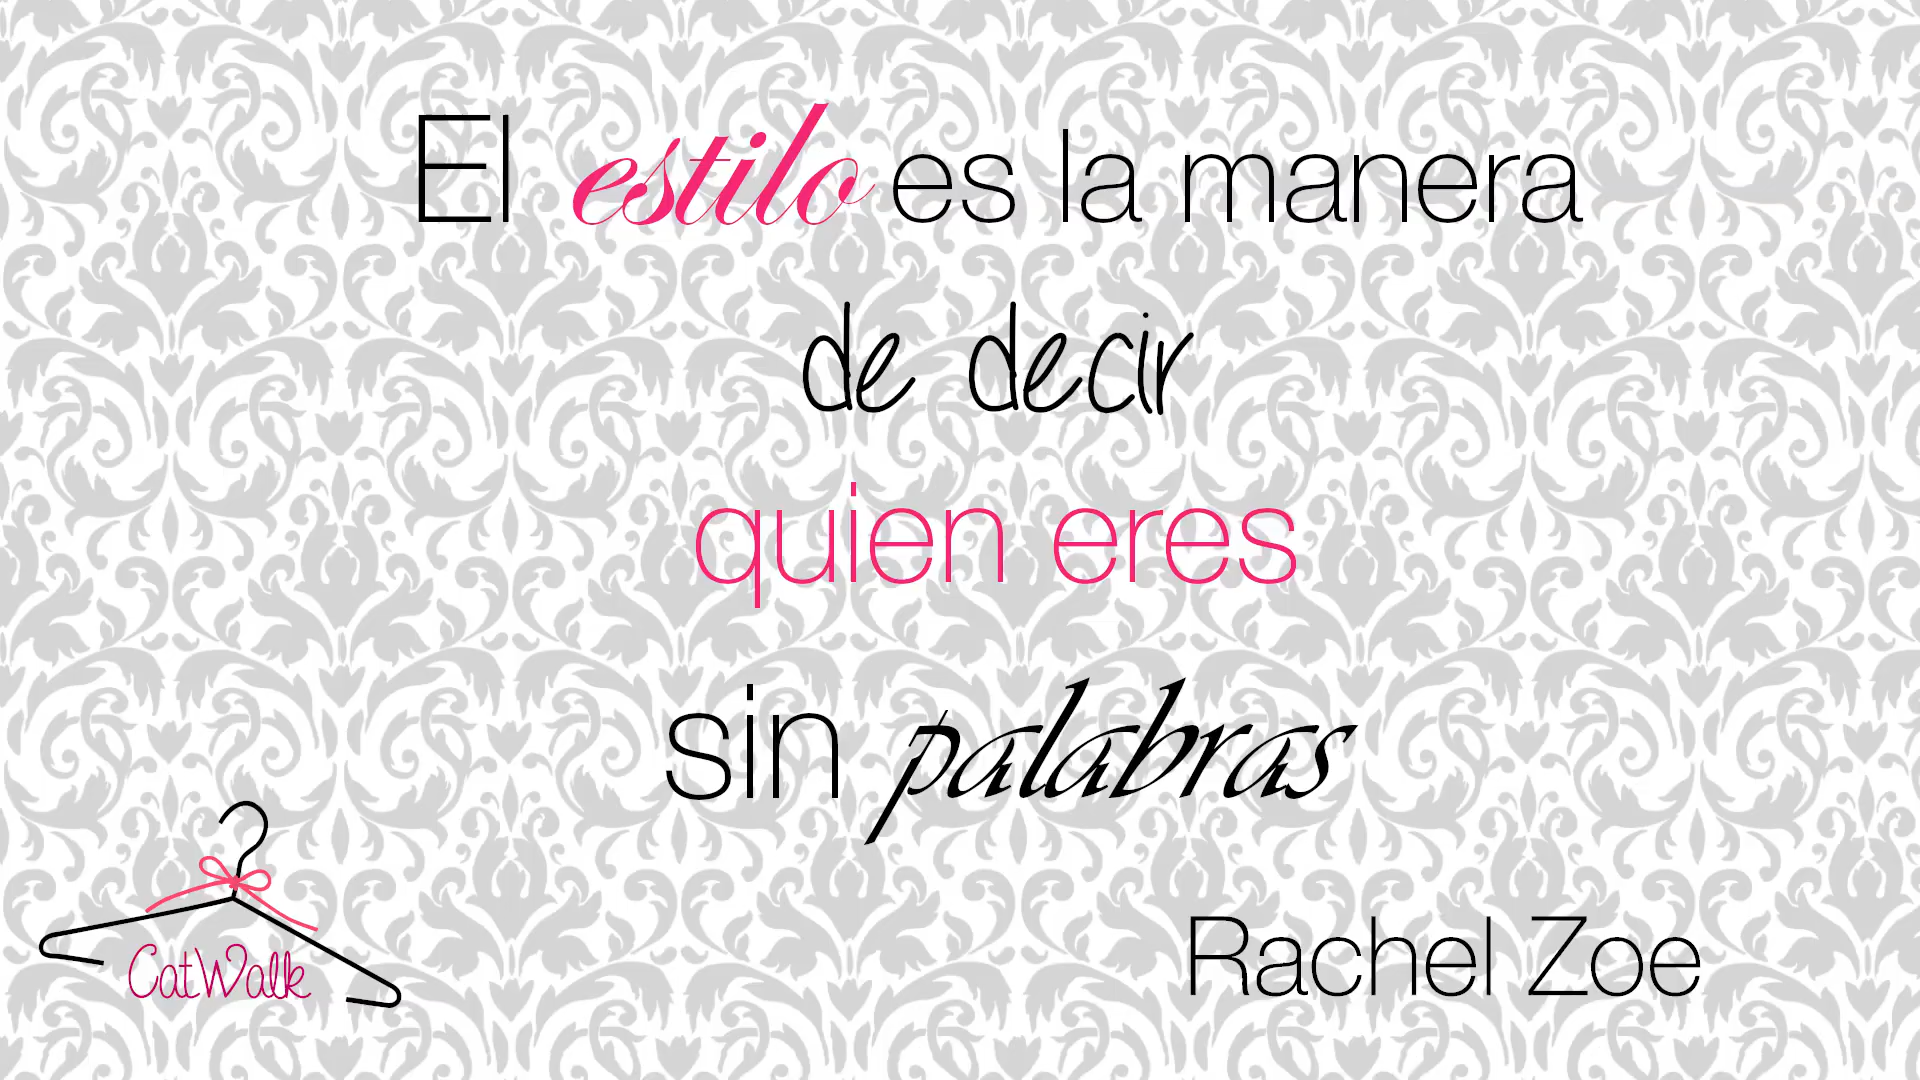 El estilo es la manera
de decir
quien eres
sin palabras
Rachel Zoe
CatWalk